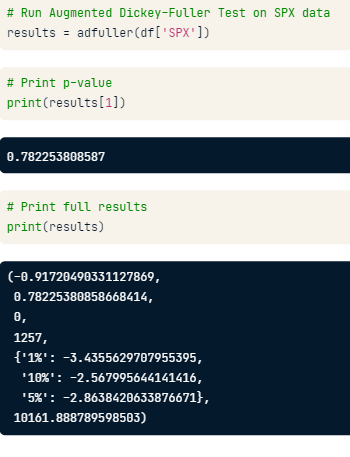 # Run Augmented Dickey-Fuller Test on SPX data
results = adfuller(df['SPX'])
# Print p-value
print(results[1])
0.782253808587
# Print full results
print(results)
(-0.91720490331127869,
0.78225380858668414,
0,
1257,
{'1%': -3.4355629707955395,
'10%': -2.567995644141416,
'5%': -2.8638420633876671},
10161.888789598503)